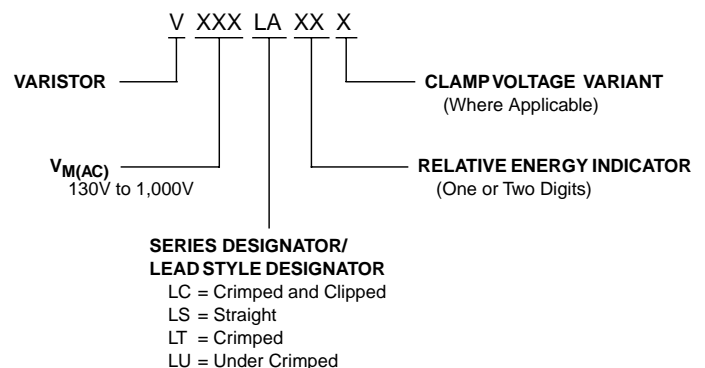 V XXX LA XX X
VARISTOR
CLAMP VOLTAGE VARIANT
(Where Applicable)
VM(AC)
130V to 1,000V
RELATIVE ENERGY INDICATOR
(One or Two Digits)
SERIES DESIGNATOR/
LEAD STYLE DESIGNATOR
LC = Crimped and Clipped
LS = Straight
LT = Crimped
LU = Under Crimped